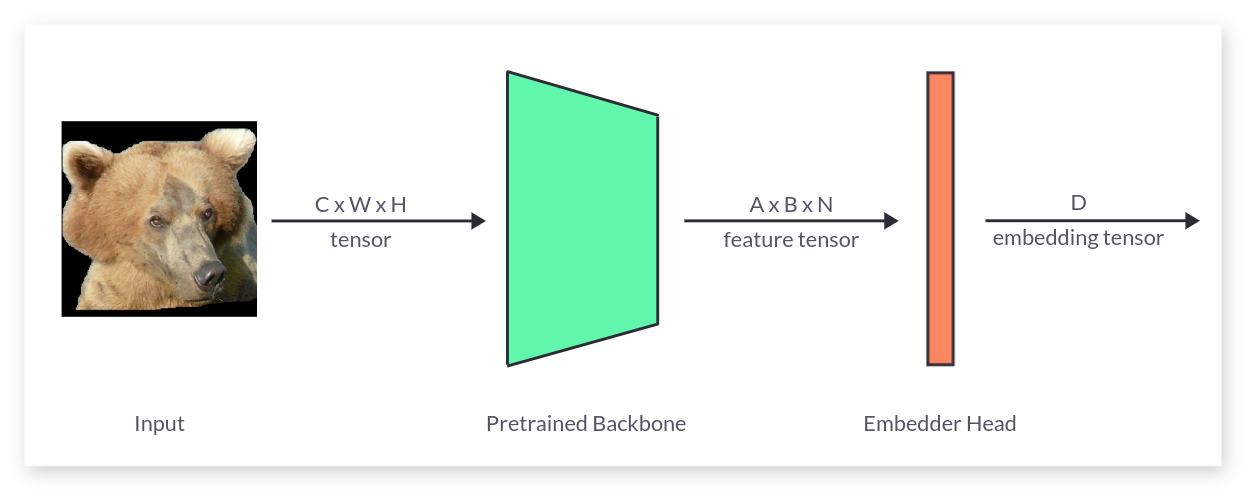 C x W x H
tensor
A x B x N
feature tensor
D
embedding tensor
Input
Pretrained Backbone
Embedder Head